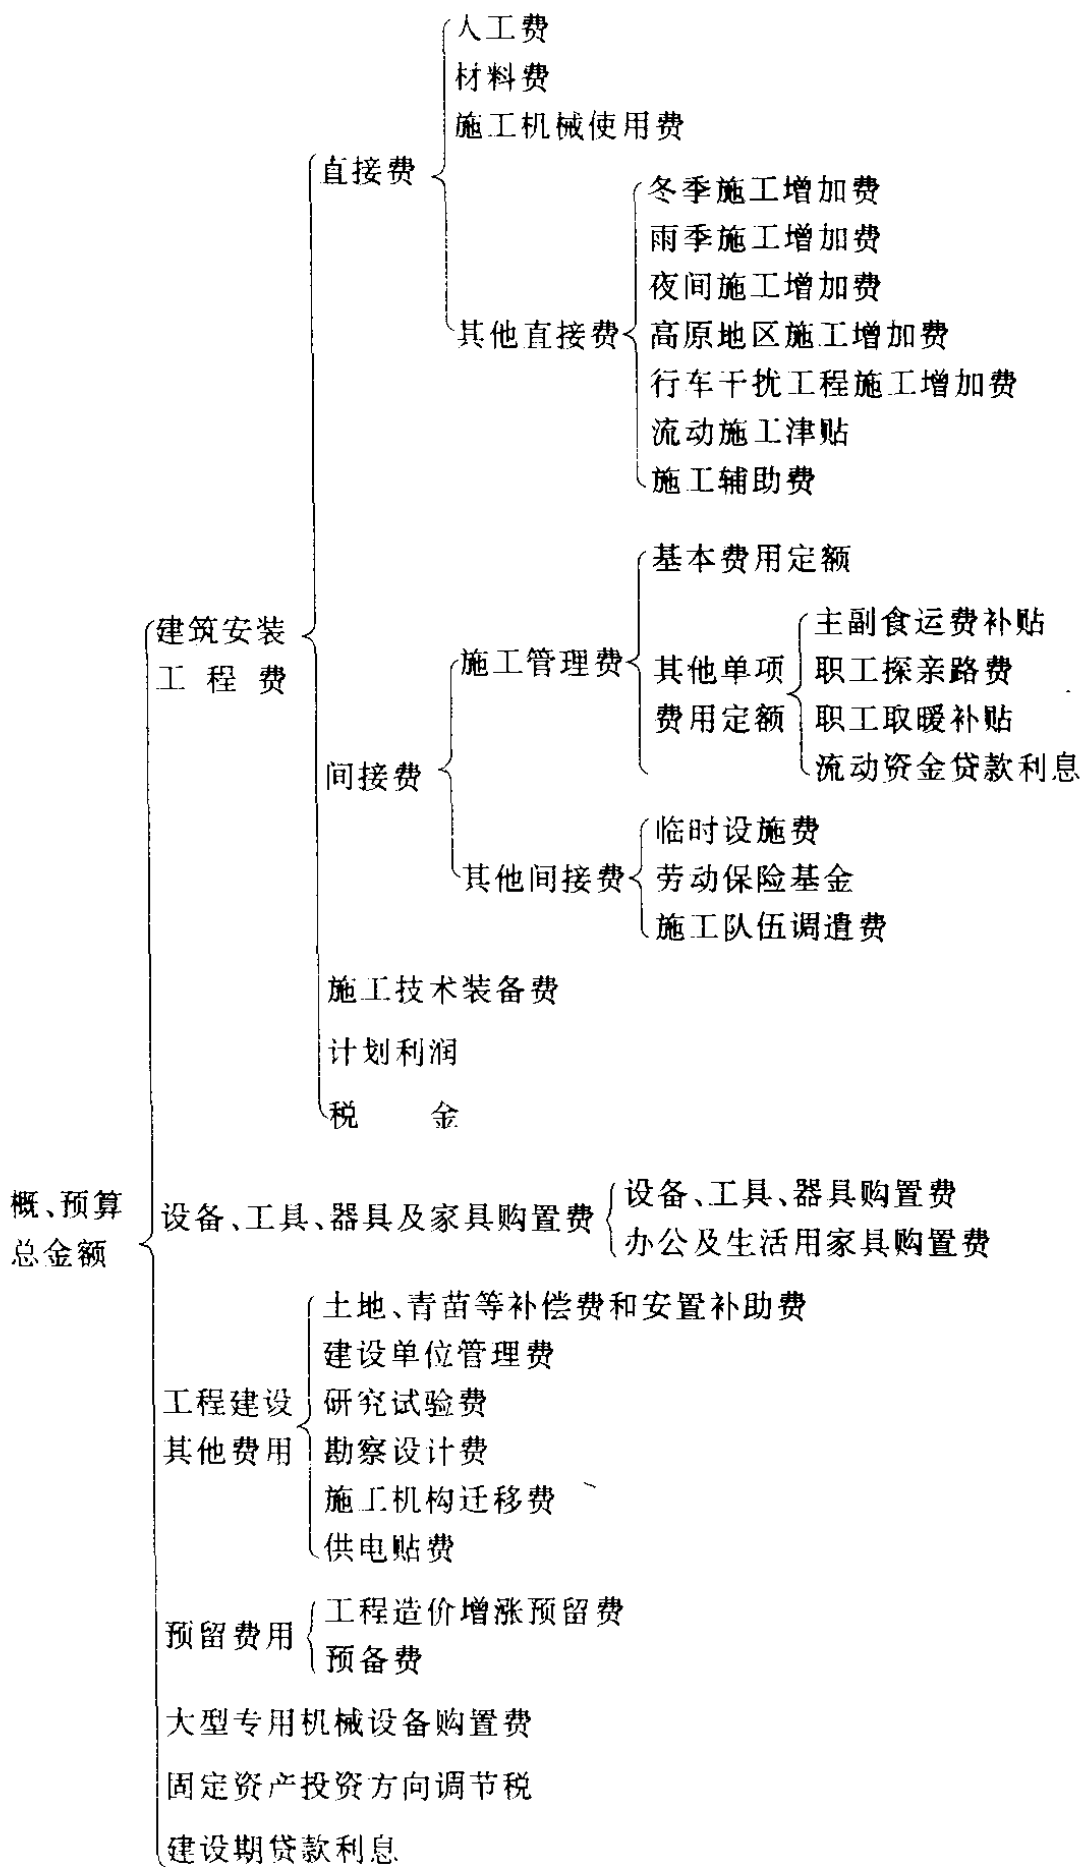 人工费
材料费
施工机械使用费
直接费
冬季施工增加费
雨季施工增加费
夜间施工增加费
其他直接费
高原地区施工增加费
行车干扰工程施工增加费
流动施工津贴
施工辅助费
基本费用定额
建筑安装
工程费
主副食运费补贴
施工管理费
其他单项
费用定额
职工探亲路费
职工取暖补贴
流动资金贷款利息
间接费
临时设施费
其他间接费
劳动保险基金
施工队伍调遣费
施工技术装备费
计划利润
税 金
概、预算
总金额
设备、工具、器具及家具购置费
设备、工具、器具购置费
办公及生活用家具购置费
土地、青苗等补偿费和安置补助费
建设单位管理费
工程建设
其他费用
研究试验费
勘察设计费
施工机构迁移费
供电贴费
预留费用
工程造价增涨预留费
预备费
大型专用机械设备购置费
固定资产投资方向调节税
建设期贷款利息